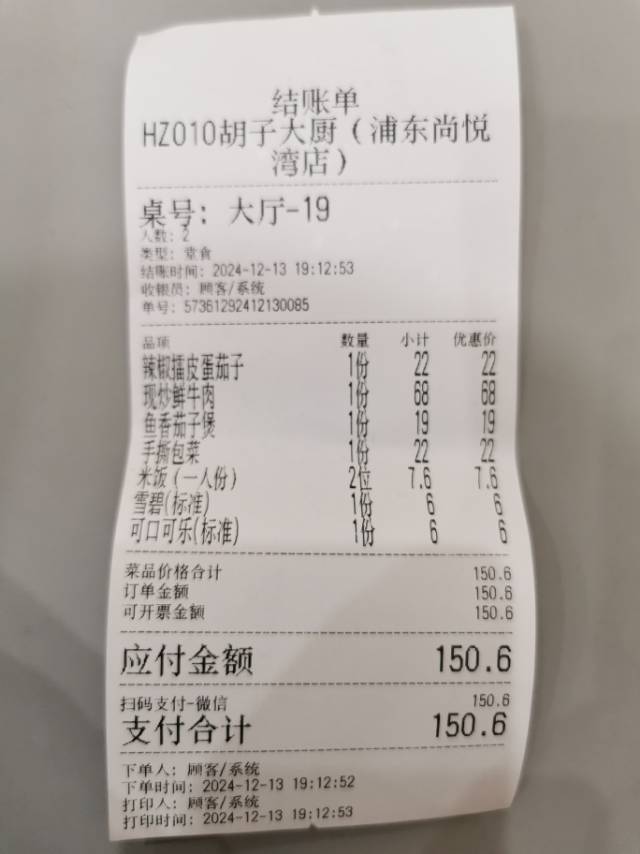 结账单
HZ010胡子大厨（浦东尚悦
湾店）
桌号：大厅-19
人数：2
类型：堂食
结账时间：2024-12-13 19:12:53
收银员：顾客/系统
单号：57361292412130085
品项 数量 小计 优惠价
辣椒擂皮蛋茄子 1份 22 22
现炒鲜牛肉 1份 68 68
鱼香茄子煲 1份 19 19
手撕包菜 1份 22 22
米饭（一人份） 2位 7.6 7.6
雪碧(标准) 1份 6 6
可口可乐(标准) 1份 6 6
菜品价格合计 150.6
订单金额 150.6
可开票金额 150.6
应付金额 150.6
扫码支付-微信 150.6
支付合计 150.6
下单人：顾客/系统
下单时间：2024-12-13 19:12:52
打印人：顾客/系统
打印时间：2024-12-13 19:12:53